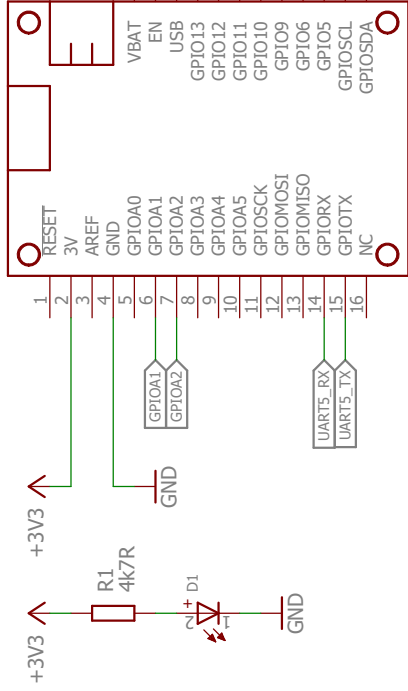 VBAT
EN
USB
GPIO13
GPIO12
GPIO11
GPIO10
GPIO9
GPIO6
GPIO5
GPIOSCL
GPIOSDA
RESET
3V
AREF
GND
GPIOA0
GPIOA1
GPIOA2
GPIOA3
GPIOA4
GPIOA5
GPIOSCK
GPIOMOSI
GPIOMISO
GPIORX
GPIOTX
NC
1
2
3
4
5
6
7
8
9
10
11
12
13
14
15
16
GPIOA1
GPIOA2
UART5_RX
UART5_TX
+3V3
GND
R1
4k7R
D1
+
2
1
+3V3
GND